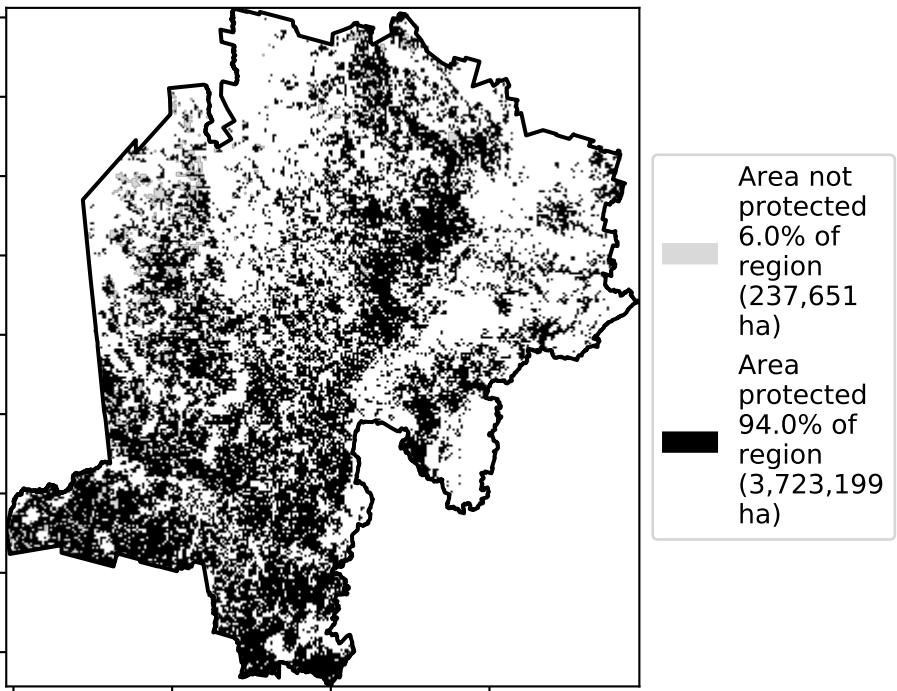 Area not
protected
6.0% of
region
(237,651
ha)
Area
protected
94.0% of
region
(3,723,199
ha)